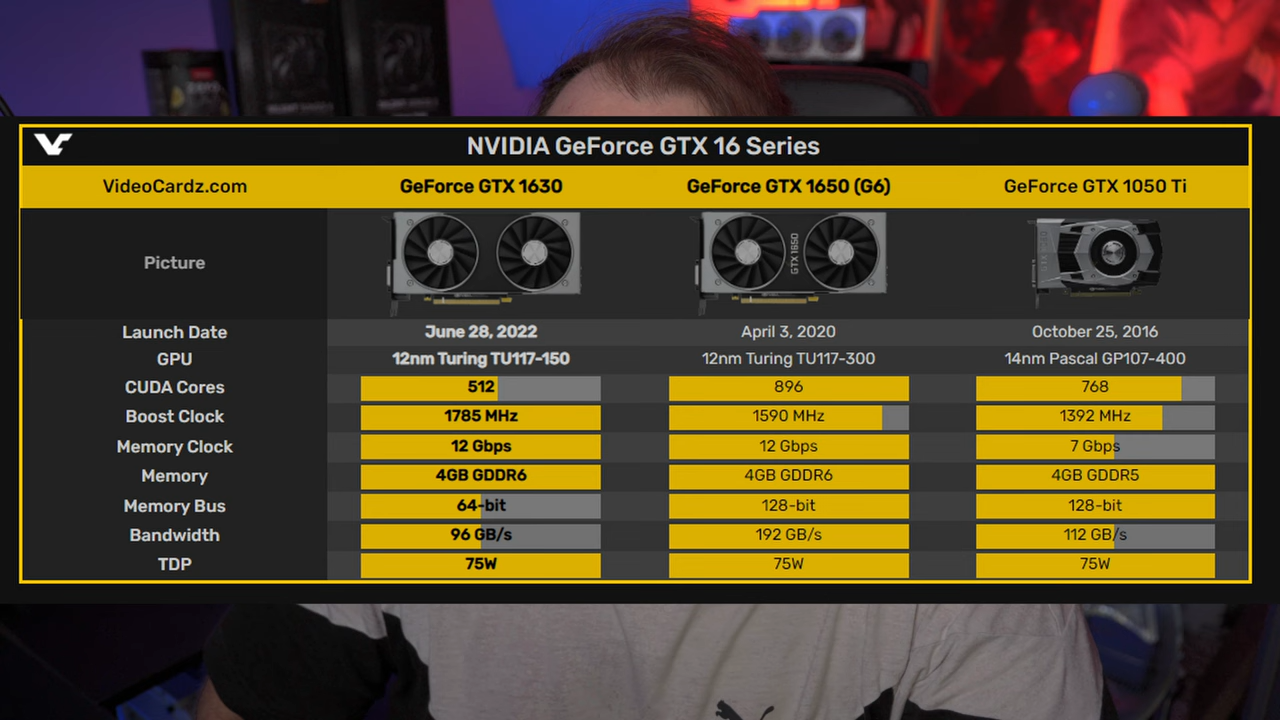 NVIDIA GeForce GTX 16 Series
VideoCardz.com GeForce GTX 1630 GeForce GTX 1650 (G6) GeForce GTX 1050 Ti
Picture
GTX 1650
Launch Date June 28, 2022 April 3, 2020 October 25, 2016
GPU 12nm Turing TU117-150 12nm Turing TU117-300 14nm Pascal GP107-400
CUDA Cores 512 896 768
Boost Clock 1785 MHz 1590 MHz 1392 MHz
Memory Clock 12 Gbps 12 Gbps 7 Gbps
Memory 4GB GDDR6 4GB GDDR6 4GB GDDR5
Memory Bus 64-bit 128-bit 128-bit
Bandwidth 96 GB/s 192 GB/s 112 GB/s
TDP 75W 75W 75W